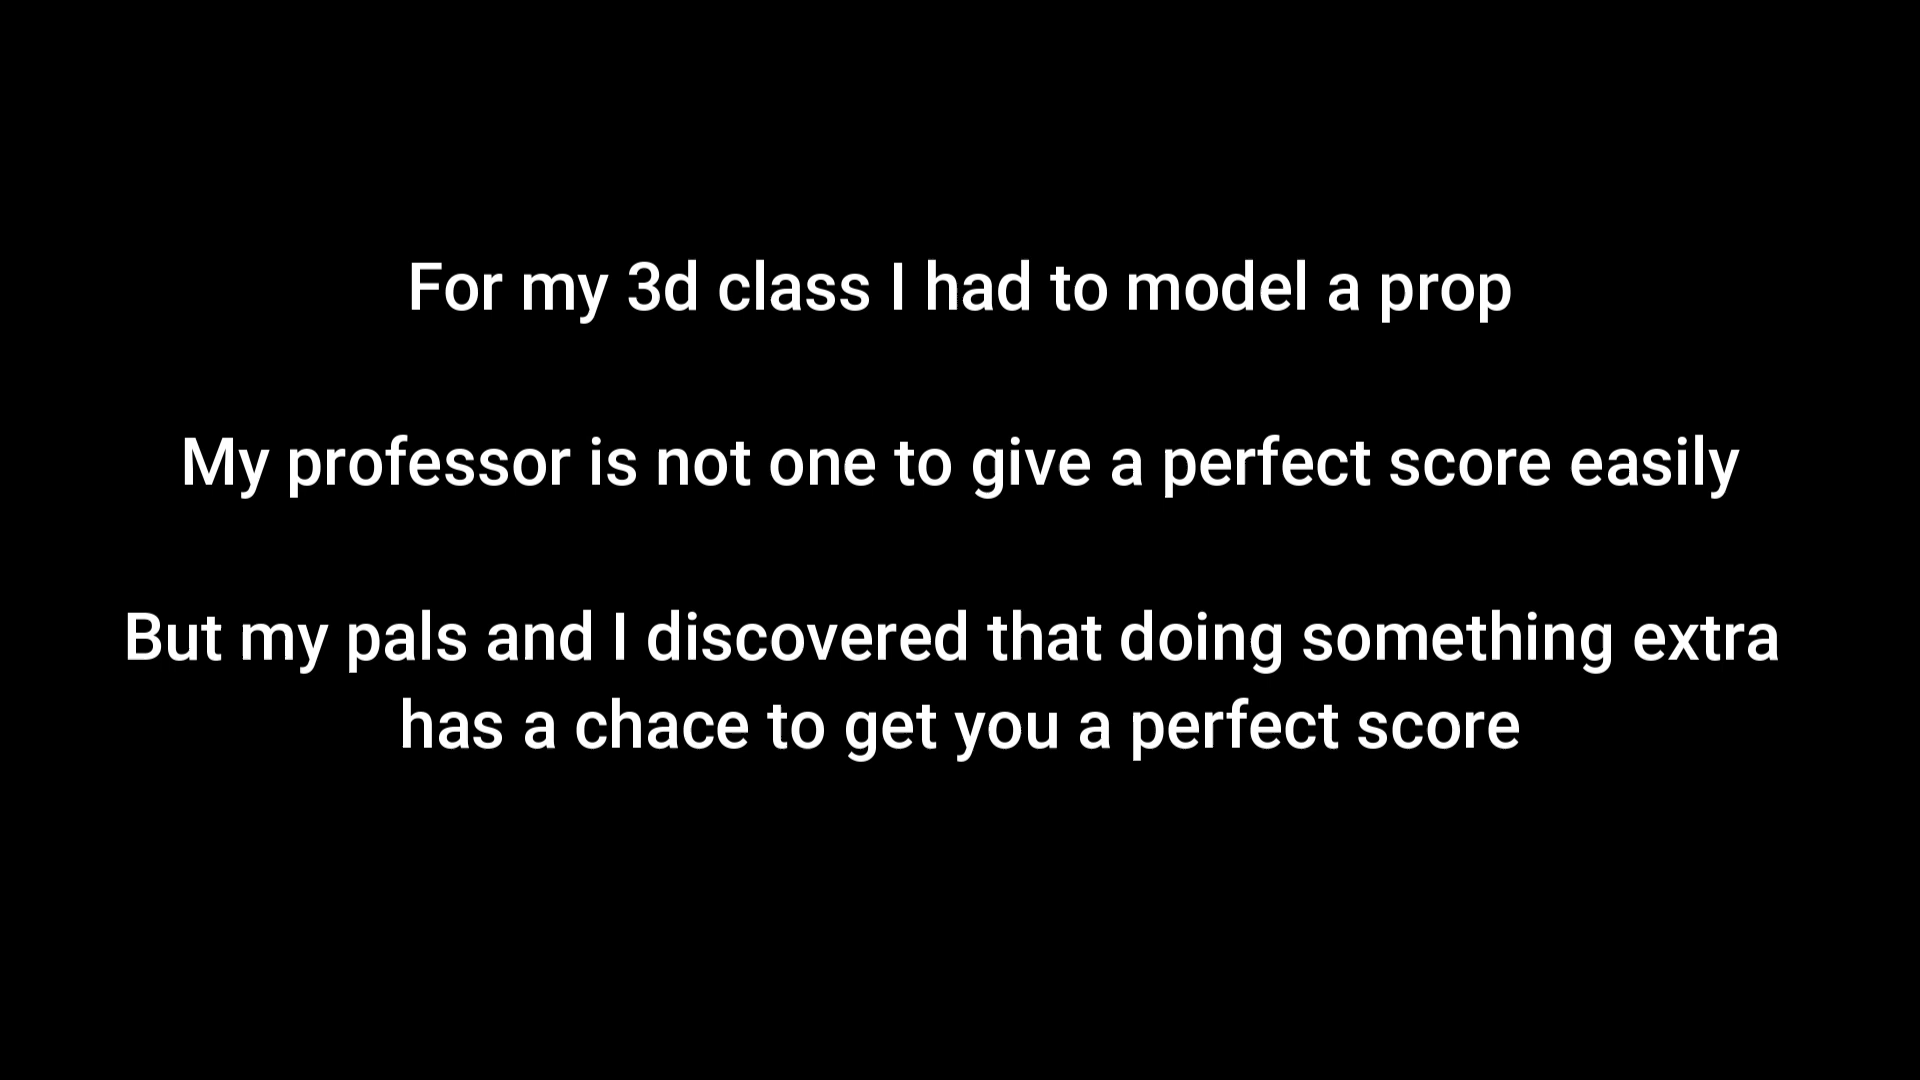 For my 3d class I had to model a prop
My professor is not one to give a perfect score easily
But my pals and I discovered that doing something extra
has a chace to get you a perfect score